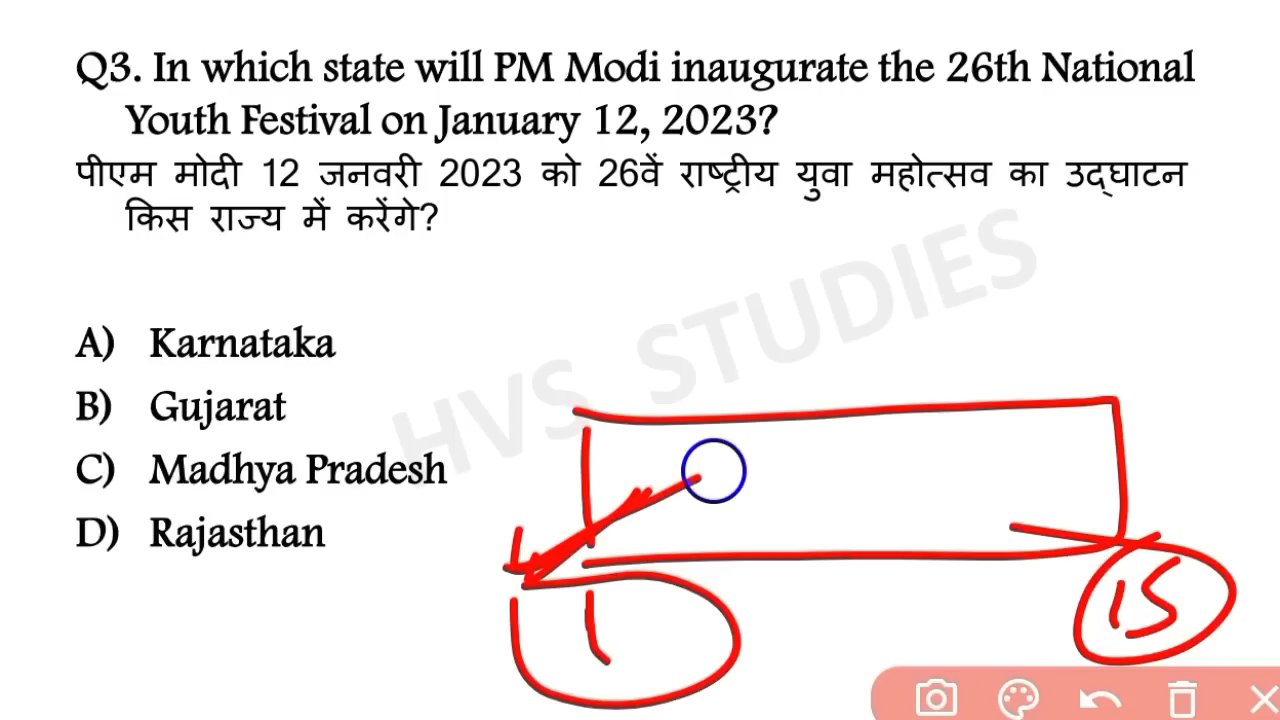 Q3. In which state will PM Modi inaugurate the 26th National
Youth Festival on January 12, 2023?
पीएम मोदी 12 जनवरी 2023 को 26वें राष्ट्रीय युवा महोत्सव का उद्घाटन
किस राज्य में करेंगे?
HVS STUDIES
A) Karnataka
B) Gujarat
C) Madhya Pradesh
D) Rajasthan
1
15